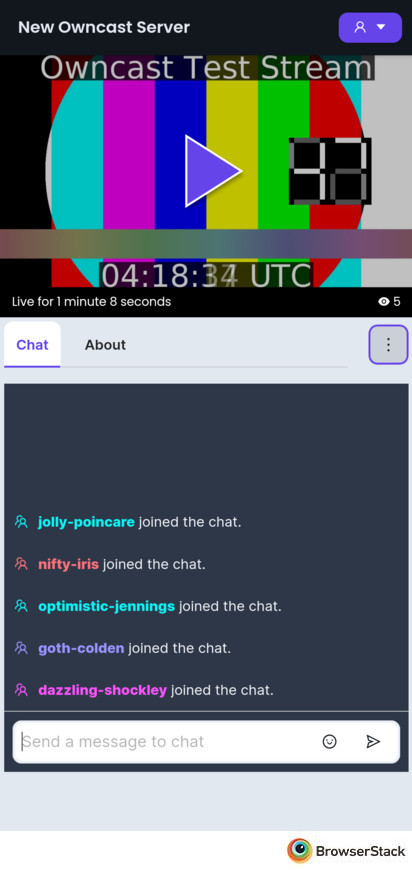 New Owncast Server
Owncast Test Stream
04:18:34 UTC
Live for 1 minute 8 seconds
5
Chat
About
jolly-poincare joined the chat.
nifty-iris joined the chat.
optimistic-jennings joined the chat.
goth-colden joined the chat.
dazzling-shockley joined the chat.
Send a message to chat
BrowserStack